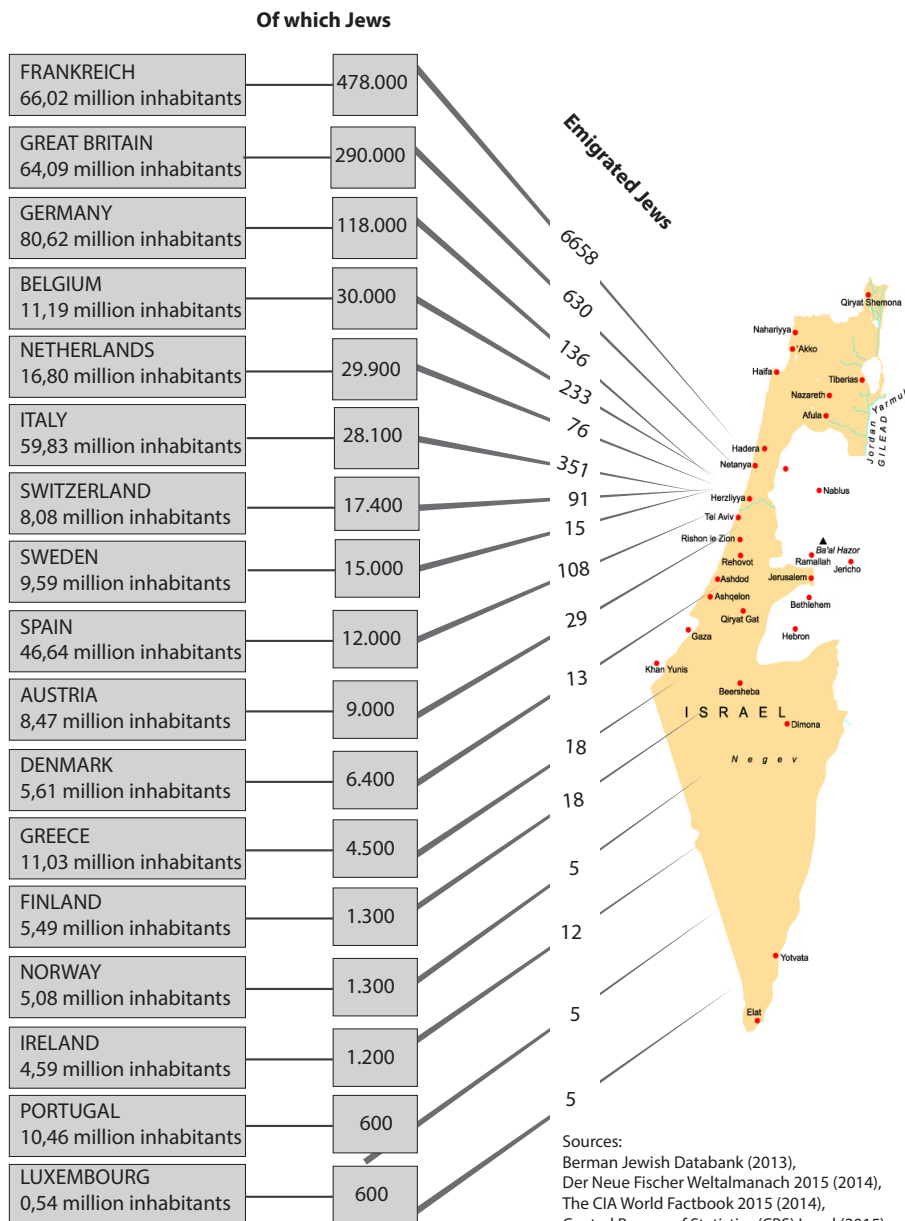 Of which Jews
FRANKREICH
66,02 million inhabitants
478.000
GREAT BRITAIN
64,09 million inhabitants
290.000
GERMANY
80,62 million inhabitants
118.000
BELGIUM
11,19 million inhabitants
30.000
NETHERLANDS
16,80 million inhabitants
29.900
ITALY
59,83 million inhabitants
28.100
SWITZERLAND
8,08 million inhabitants
17.400
SWEDEN
9,59 million inhabitants
15.000
SPAIN
46,64 million inhabitants
12.000
AUSTRIA
8,47 million inhabitants
9.000
DENMARK
5,61 million inhabitants
6.400
GREECE
11,03 million inhabitants
4.500
FINLAND
5,49 million inhabitants
1.300
NORWAY
5,08 million inhabitants
1.300
IRELAND
4,59 million inhabitants
1.200
PORTUGAL
10,46 million inhabitants
600
LUXEMBOURG
0,54 million inhabitants
600
Emigrated Jews
6658
630
136
233
76
351
91
15
108
29
13
18
18
5
12
5
5
Qiryat Shemona
Nahariyya
'Akko
Haifa
Tiberias
Nazareth
Afula
Yarmuk
Jordan
GILEAD
Hadera
Netanya
Nablus
Herzliyya
Tel Aviv
Rishon le Zion
Ba'al Hazor
Rehovot
Ramallah
Jericho
Ashdod
Jerusalem
Ashqelon
Bethlehem
Qiryat Gat
Gaza
Hebron
Khan Yunis
Beersheba
ISRAEL
Dimona
Negev
Yotvata
Elat
Sources:
Berman Jewish Databank (2013),
Der Neue Fischer Weltalmanach 2015 (2014),
The CIA World Factbook 2015 (2014),
Central Bureau of Statistics (CBS) Israel (2015)